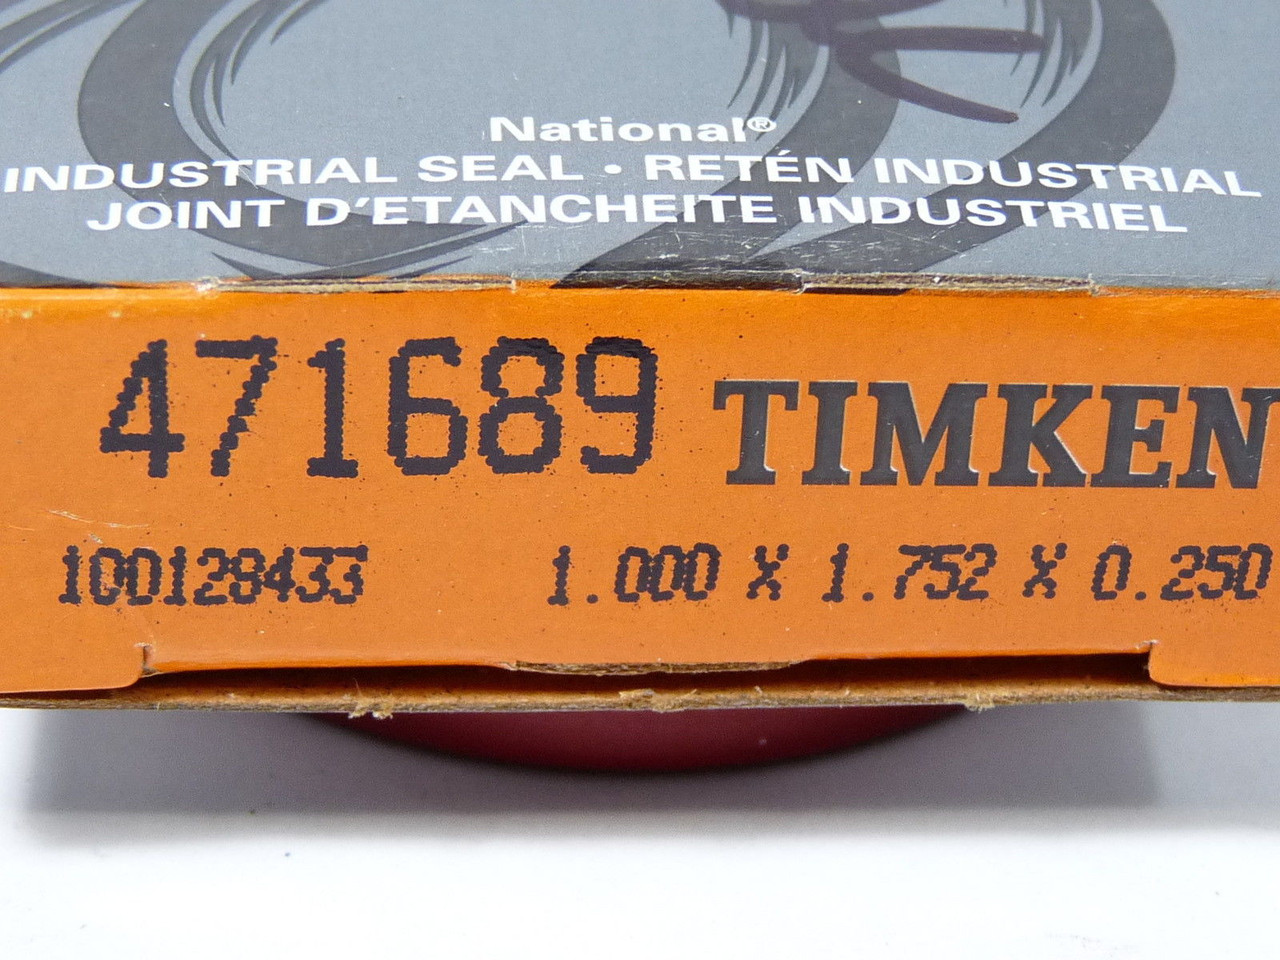 National®
INDUSTRIAL SEAL • RETÉN INDUSTRIAL
JOINT D'ETANCHEITE INDUSTRIEL
471689 TIMKEN
100128433 1.000 X 1.752 X 0.250